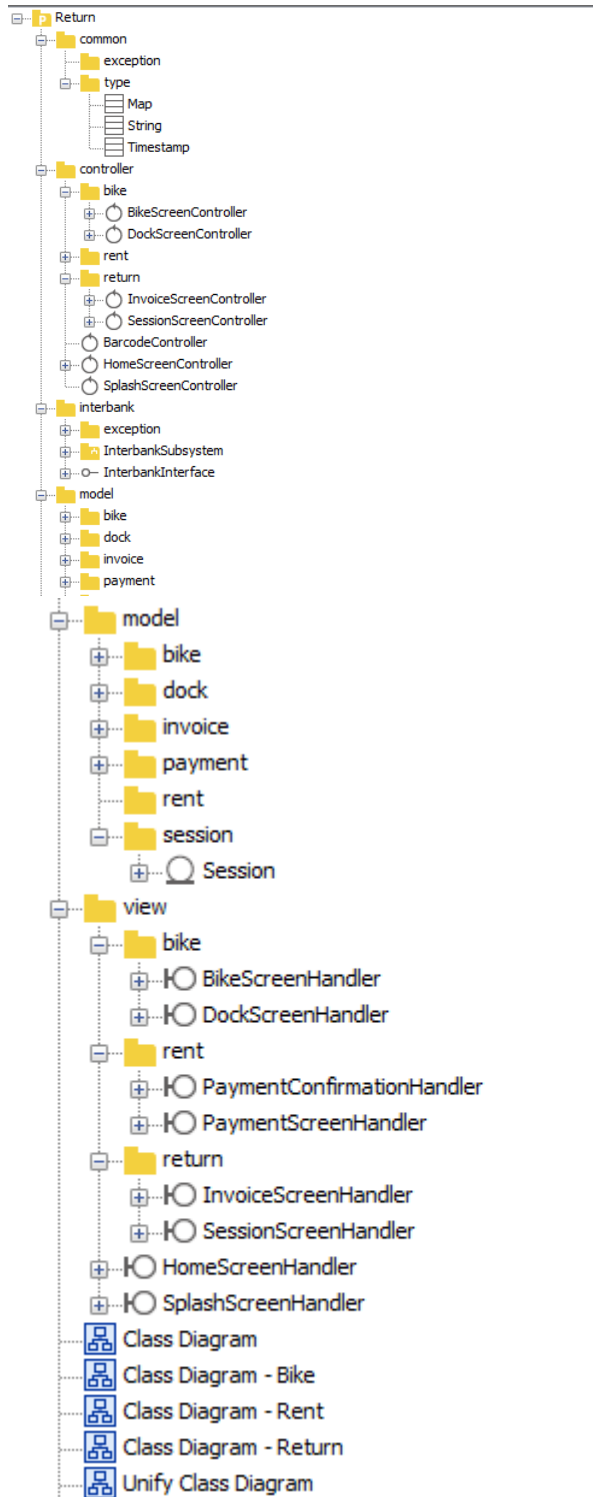 Return
common
exception
type
Map
String
Timestamp
controller
bike
BikeScreenController
DockScreenController
rent
return
InvoiceScreenController
SessionScreenController
BarcodeController
HomeScreenController
SplashScreenController
interbank
exception
InterbankSubsystem
InterbankInterface
model
bike
dock
invoice
payment
model
bike
dock
invoice
payment
rent
session
Session
view
bike
BikeScreenHandler
DockScreenHandler
rent
PaymentConfirmationHandler
PaymentScreenHandler
return
InvoiceScreenHandler
SessionScreenHandler
HomeScreenHandler
SplashScreenHandler
Class Diagram
Class Diagram - Bike
Class Diagram - Rent
Class Diagram - Return
Unify Class Diagram